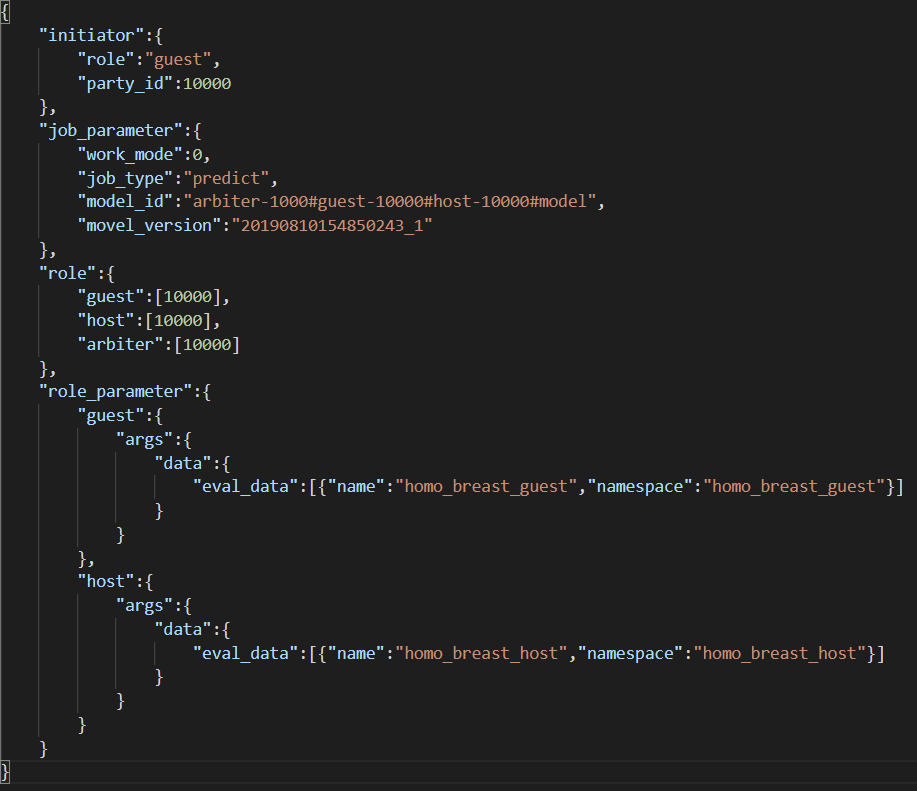 {
    "initiator":{
        "role":"guest",
        "party_id":10000
    },
    "job_parameter":{
        "work_mode":0,
        "job_type":"predict",
        "model_id":"arbiter-1000#guest-10000#host-10000#model",
        "movel_version":"20190810154850243_1"
    },
    "role":{
        "guest":[10000],
        "host":[10000],
        "arbiter":[10000]
    },
    "role_parameter":{
        "guest":{
            "args":{
                "data":{
                    "eval_data":[{"name":"homo_breast_guest","namespace":"homo_breast_guest"}]
                }
            }
        },
        "host":{
            "args":{
                "data":{
                    "eval_data":[{"name":"homo_breast_host","namespace":"homo_breast_host"}]
                }
            }
        }
    }
}